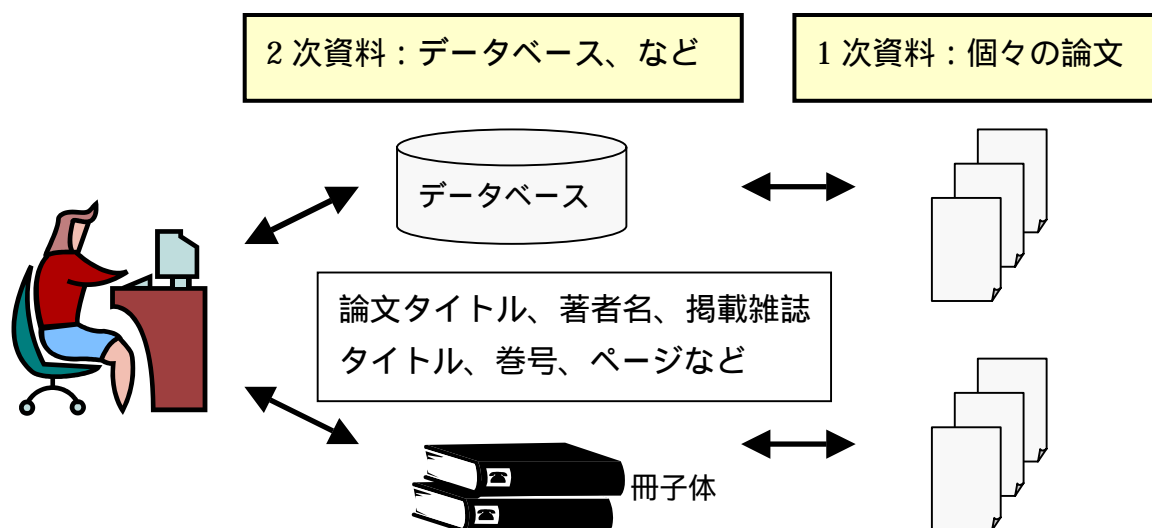 2 次資料：データベース、など
1 次資料：個々の論文
データベース
論文タイトル、著者名、掲載雑誌
タイトル、巻号、ページなど
冊子体